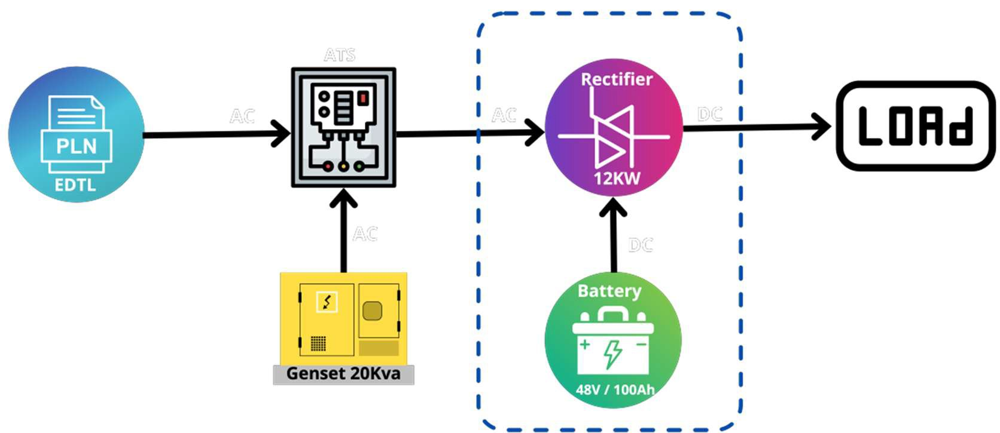 PLN
EDTL
AC
ATS
AC
Genset 20Kva
AC
Rectifier
12KW
DC
Battery
+ −
48V / 100Ah
DC
LOAd